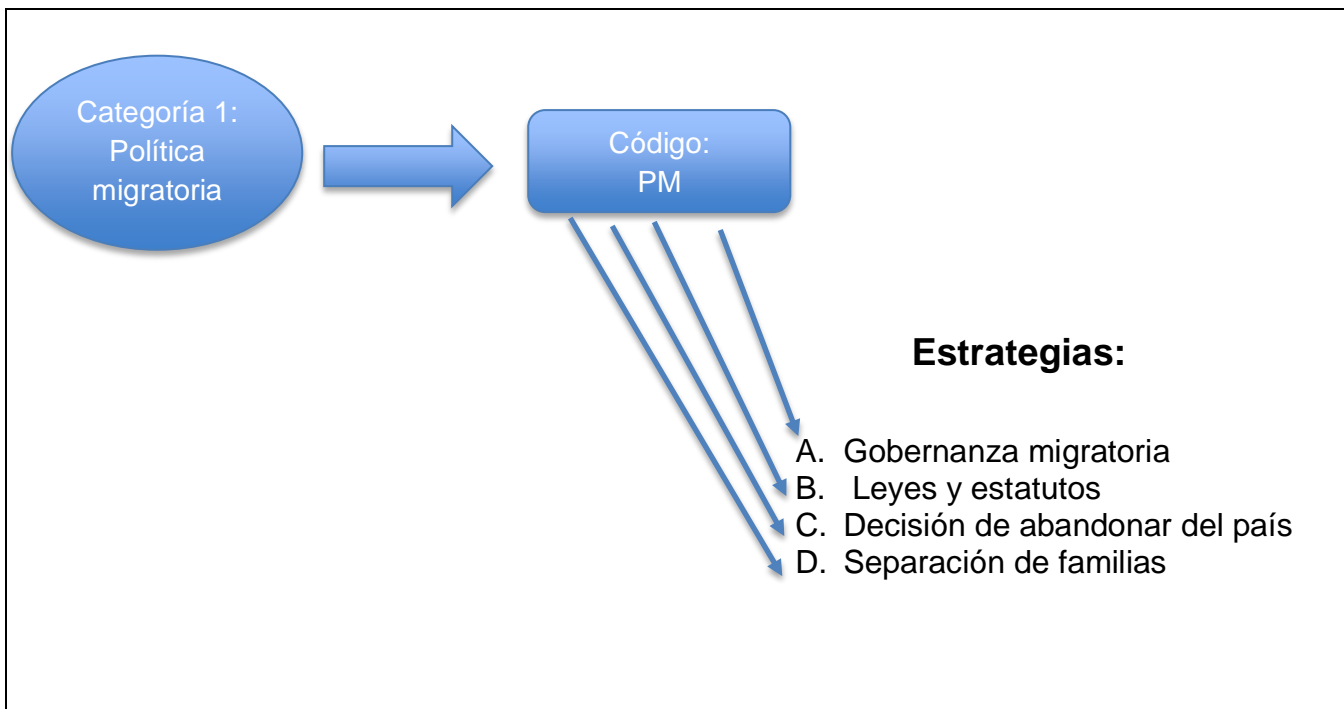 Categoría 1:
Política
migratoria
Código:
PM
Estrategias:
A. Gobernanza migratoria
B. Leyes y estatutos
C. Decisión de abandonar del país
D. Separación de familias